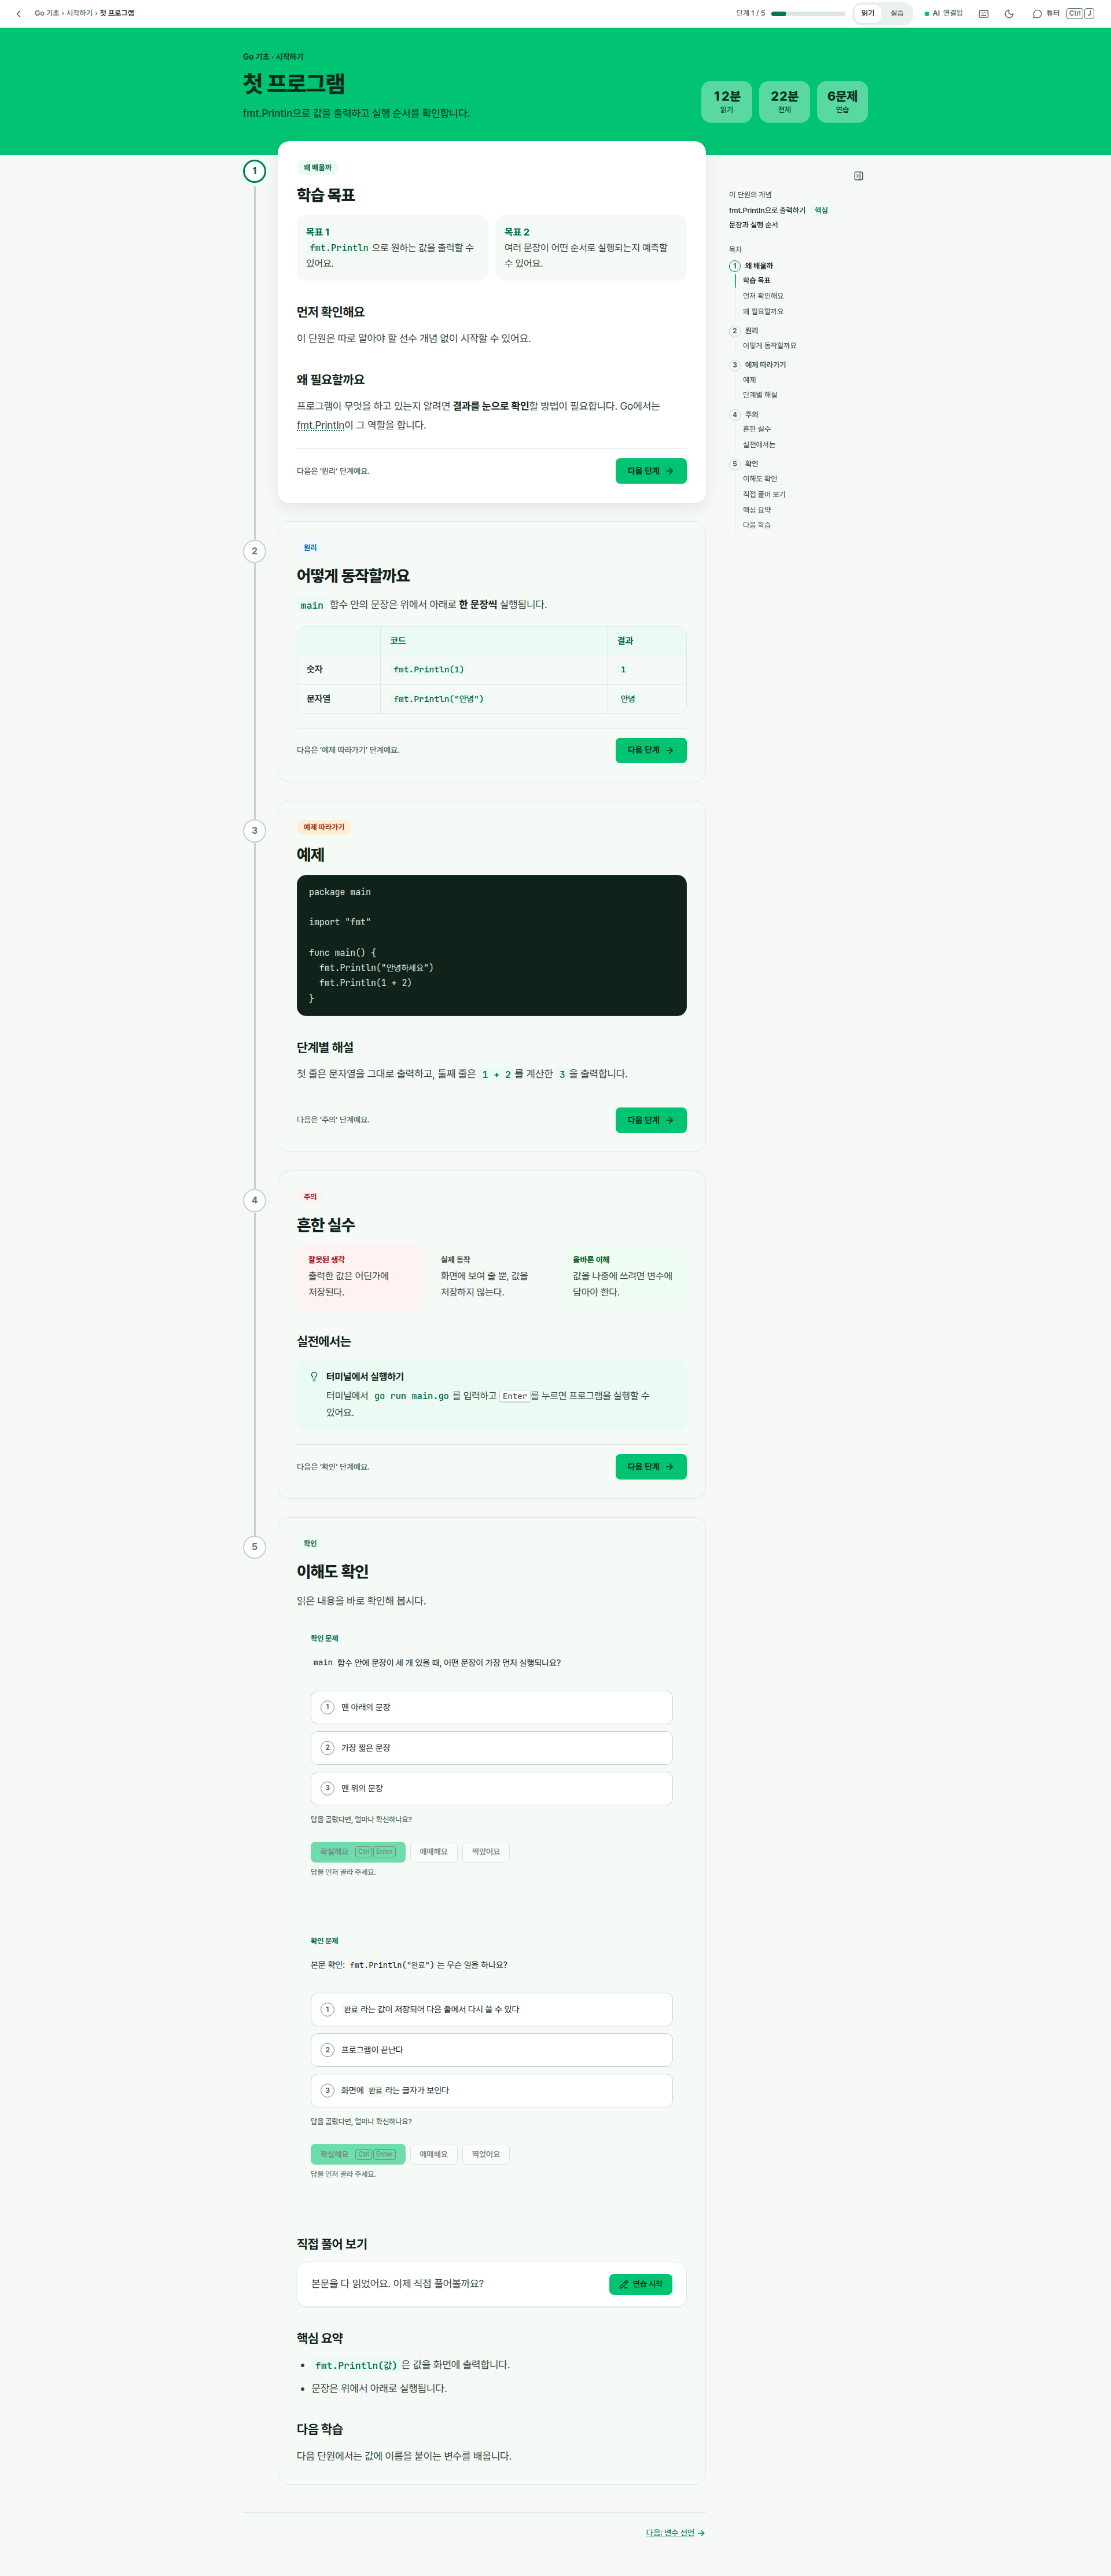 Go 기초 › 시작하기 › 첫 프로그램
단계 1 / 5
읽기
실습
AI 연결됨
튜터 Ctrl J
Go 기초 · 시작하기
첫 프로그램
fmt.Println으로 값을 출력하고 실행 순서를 확인합니다.
12분
읽기
22분
전체
6문제
연습
1
왜 배울까
학습 목표
목표 1
fmt.Println 으로 원하는 값을 출력할 수
있어요.
목표 2
여러 문장이 어떤 순서로 실행되는지 예측할
수 있어요.
먼저 확인해요
이 단원은 따로 알아야 할 선수 개념 없이 시작할 수 있어요.
왜 필요할까요
프로그램이 무엇을 하고 있는지 알려면 결과를 눈으로 확인할 방법이 필요합니다. Go에서는
fmt.Println이 그 역할을 합니다.
다음은 ‘원리’ 단계예요.
다음 단계 →
이 단원의 개념
fmt.Println으로 출력하기 핵심
문장과 실행 순서
목차
1 왜 배울까
학습 목표
먼저 확인해요
왜 필요할까요
2 원리
어떻게 동작할까요
3 예제 따라가기
예제
단계별 해설
4 주의
흔한 실수
실전에서는
5 확인
이해도 확인
직접 풀어 보기
핵심 요약
다음 학습
2
원리
어떻게 동작할까요
main 함수 안의 문장은 위에서 아래로 한 문장씩 실행됩니다.
코드 결과
숫자 fmt.Println(1) 1
문자열 fmt.Println("안녕") 안녕
다음은 ‘예제 따라가기’ 단계예요.
다음 단계 →
3
예제 따라가기
예제
package main
import "fmt"
func main() {
fmt.Println("안녕하세요")
fmt.Println(1 + 2)
}
단계별 해설
첫 줄은 문자열을 그대로 출력하고, 둘째 줄은 1 + 2 를 계산한 3 을 출력합니다.
다음은 ‘주의’ 단계예요.
다음 단계 →
4
주의
흔한 실수
잘못된 생각
출력한 값은 어딘가에
저장된다.
실제 동작
화면에 보여 줄 뿐, 값을
저장하지 않는다.
올바른 이해
값을 나중에 쓰려면 변수에
담아야 한다.
실전에서는
터미널에서 실행하기
터미널에서 go run main.go 를 입력하고 Enter 를 누르면 프로그램을 실행할 수
있어요.
다음은 ‘확인’ 단계예요.
다음 단계 →
5
확인
이해도 확인
읽은 내용을 바로 확인해 봅시다.
확인 문제
main 함수 안에 문장이 세 개 있을 때, 어떤 문장이 가장 먼저 실행되나요?
1 맨 아래의 문장
2 가장 짧은 문장
3 맨 위의 문장
답을 골랐다면, 얼마나 확신하나요?
확실해요 Ctrl Enter
애매해요
찍었어요
답을 먼저 골라 주세요.
확인 문제
본문 확인: fmt.Println("완료") 는 무슨 일을 하나요?
1 완료 라는 값이 저장되어 다음 줄에서 다시 쓸 수 있다
2 프로그램이 끝난다
3 화면에 완료 라는 글자가 보인다
답을 골랐다면, 얼마나 확신하나요?
확실해요 Ctrl Enter
애매해요
찍었어요
답을 먼저 골라 주세요.
직접 풀어 보기
본문을 다 읽었어요. 이제 직접 풀어볼까요?
연습 시작
핵심 요약
• fmt.Println(값) 은 값을 화면에 출력합니다.
• 문장은 위에서 아래로 실행됩니다.
다음 학습
다음 단원에서는 값에 이름을 붙이는 변수를 배웁니다.
다음: 변수 선언 →